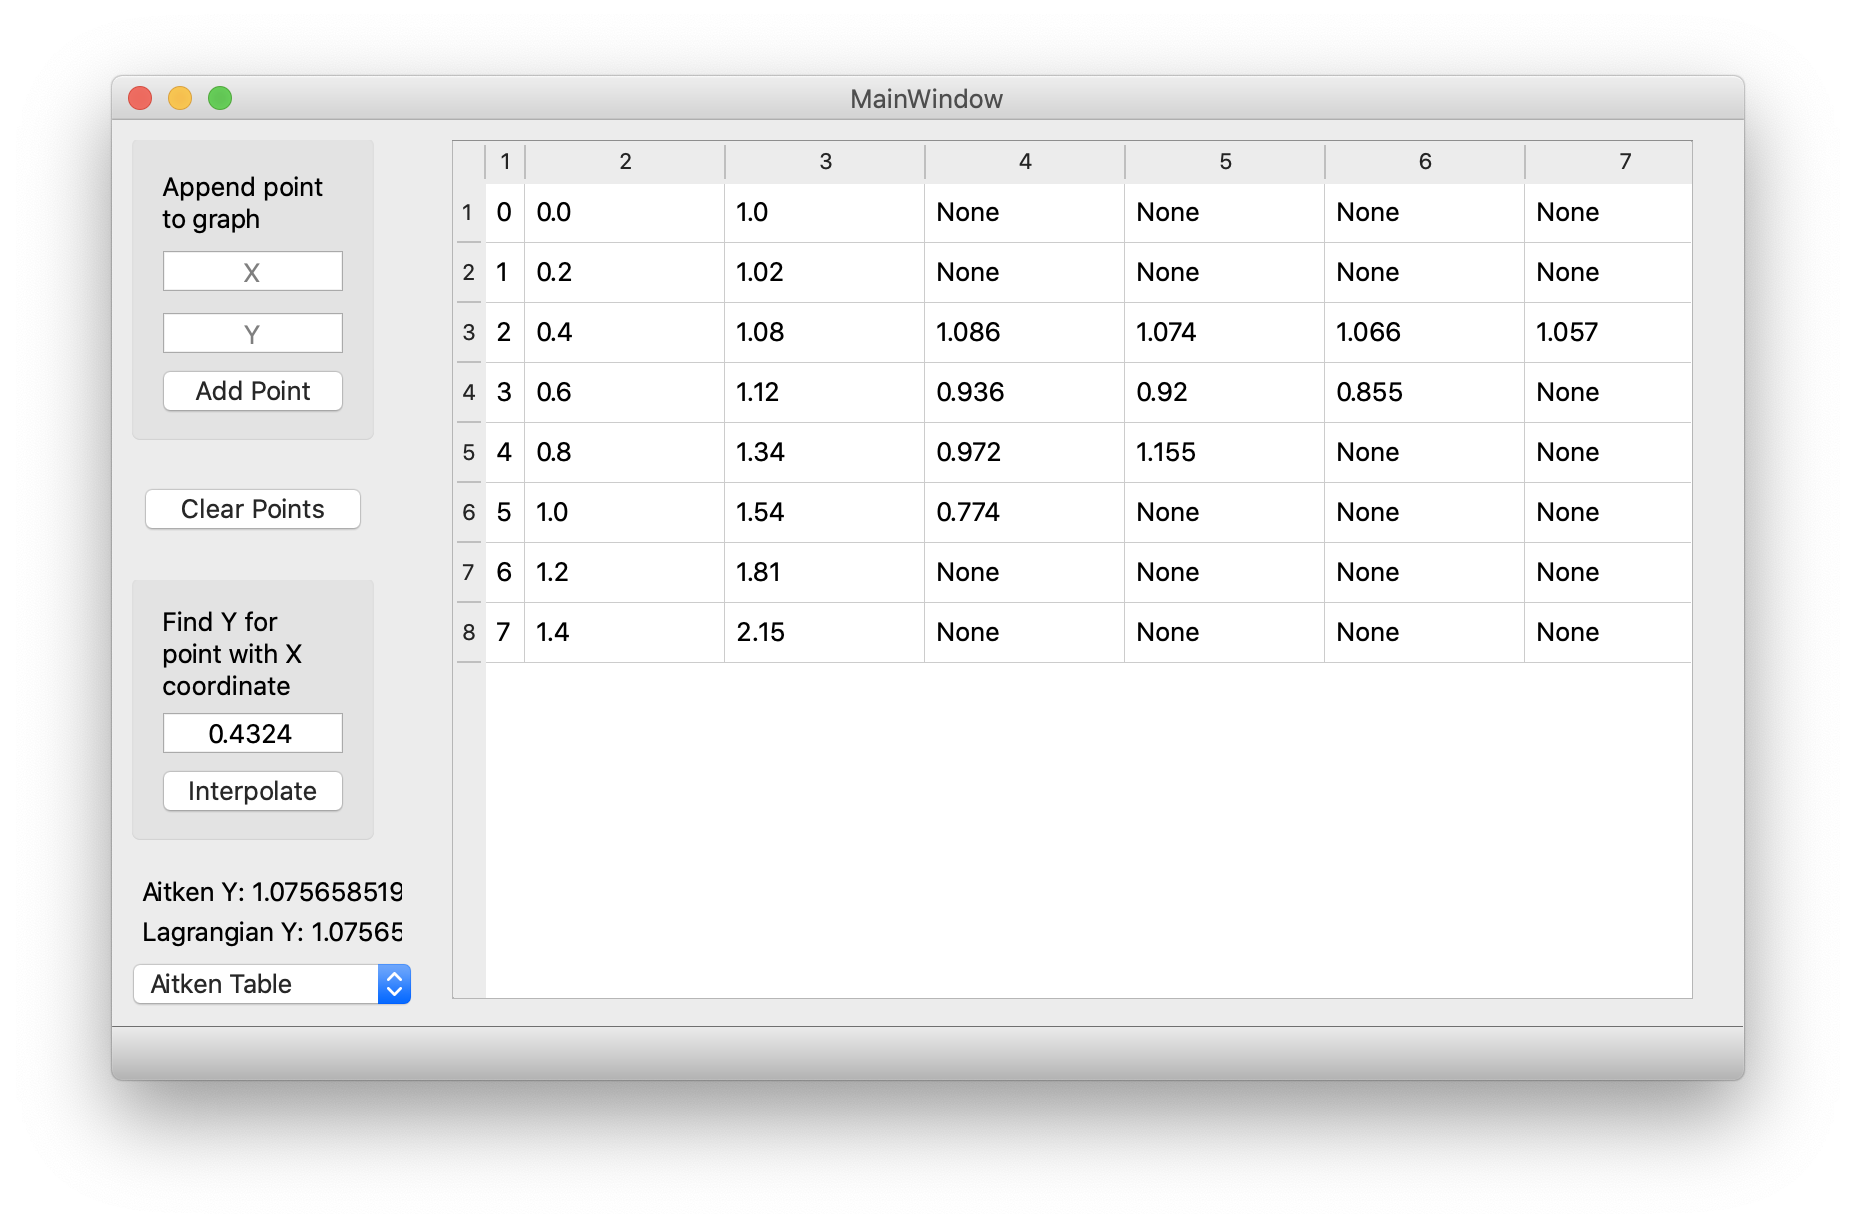 MainWindow
Append point
to graph
X
Y
Add Point
Clear Points
Find Y for
point with X
coordinate
0.4324
Interpolate
Aitken Y: 1.075658519
Lagrangian Y: 1.07565
Aitken Table
1 2 3 4 5 6 7
1 0 0.0 1.0 None None None None
2 1 0.2 1.02 None None None None
3 2 0.4 1.08 1.086 1.074 1.066 1.057
4 3 0.6 1.12 0.936 0.92 0.855 None
5 4 0.8 1.34 0.972 1.155 None None
6 5 1.0 1.54 0.774 None None None
7 6 1.2 1.81 None None None None
8 7 1.4 2.15 None None None None